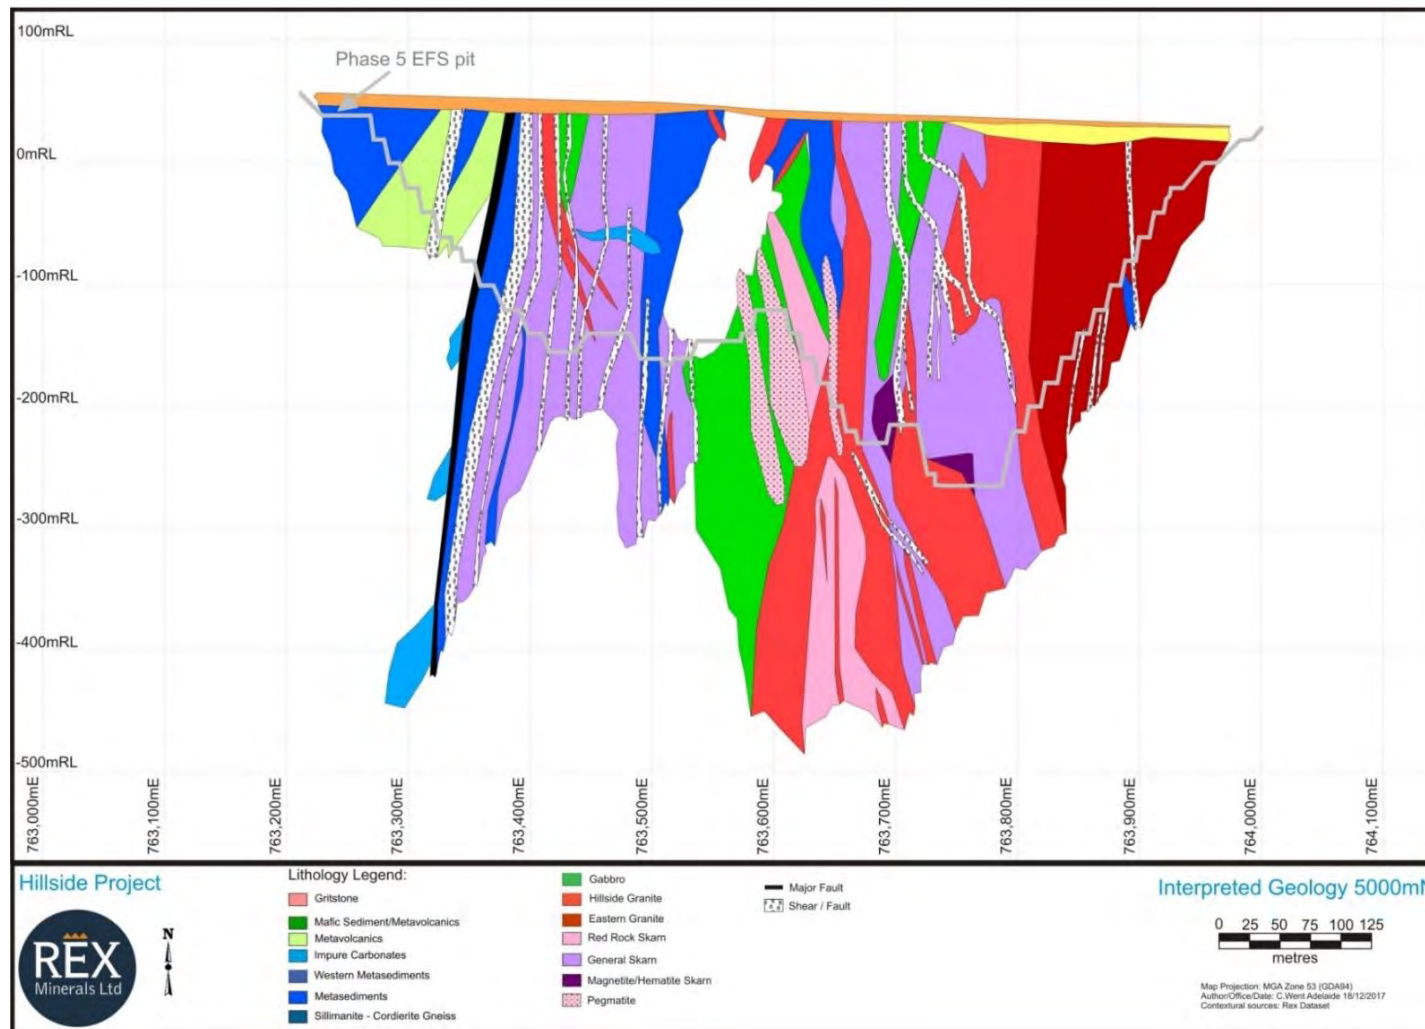 100mRL
Phase 5 EFS pit
0mRL
-100mRL
-200mRL
-300mRL
-400mRL
-500mRL
763,000mE
763,100mE
763,200mE
763,300mE
763,400mE
763,500mE
763,600mE
763,700mE
763,800mE
763,900mE
764,000mE
764,100mE
Hillside Project
REX
Minerals Ltd
N
Lithology Legend:
Gritstone
Mafic Sediment/Metavolcanics
Metavolcanics
Impure Carbonates
Western Metasediments
Metasediments
Sillimanite - Cordierite Gneiss
Gabbro
Hillside Granite
Eastern Granite
Red Rock Skarn
General Skarn
Magnetite/Hematite Skarn
Pegmatite
Major Fault
Shear / Fault
Interpreted Geology 5000mN
0 25 50 75 100 125
metres
Map Projection: MGA Zone 53 (GDA94)
Author/Office/Date: C.Went Adelaide 18/12/2017
Contextural sources: Rex Dataset